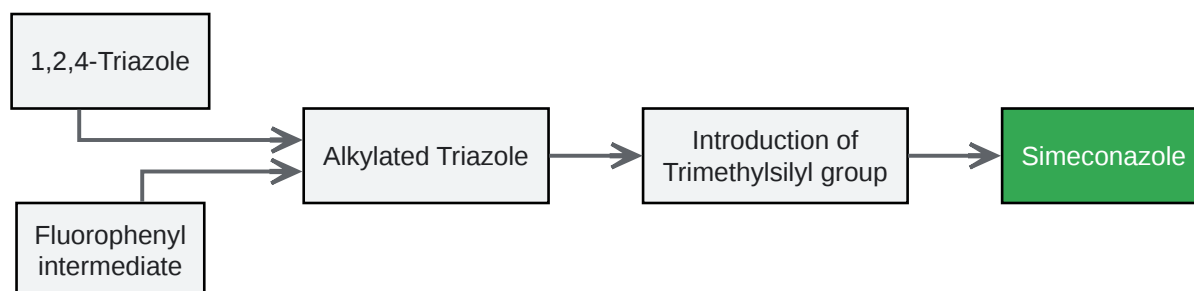 1,2,4-Triazole
Fluorophenyl
intermediate
Alkylated Triazole
Introduction of
Trimethylsilyl group
Simeconazole